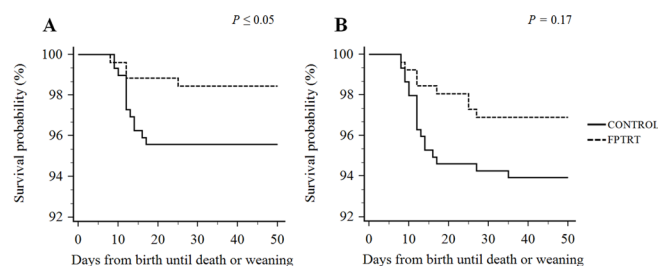 A
P ≤ 0.05
Survival probability (%)
100
98
96
94
92
0 10 20 30 40 50
Days from birth until death or weaning
B
P = 0.17
Survival probability (%)
100
98
96
94
92
0 10 20 30 40 50
Days from birth until death or weaning
CONTROL
FPTRT